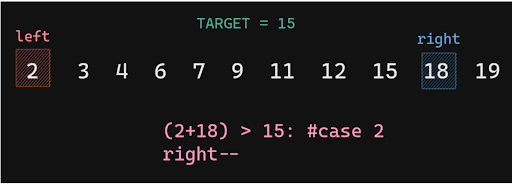 TARGET = 15
left
right
2 3 4 6 7 9 11 12 15 18 19
(2+18) > 15: #case 2
right--